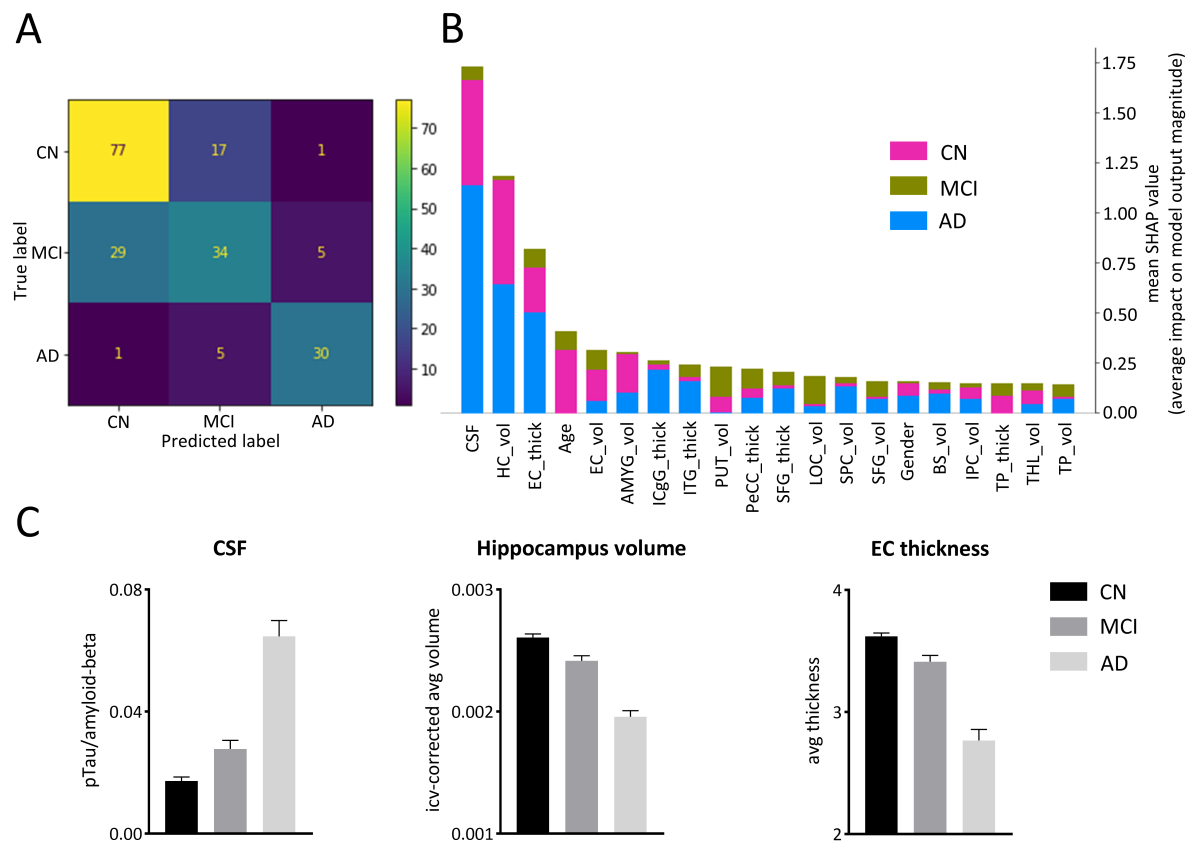 A
CN
MCI
AD
True label
77
17
1
29
34
5
1
5
30
CN
MCI
AD
Predicted label
70
60
50
40
30
20
10
B
CN
MCI
AD
1.75
1.50
1.25
1.00
0.75
0.50
0.25
0.00
mean SHAP value
(average impact on model output magnitude)
CSF
HC_vol
EC_thick
Age
EC_vol
AMYG_vol
ICgG_thick
ITG_thick
PUT_vol
PeCC_thick
SFG_thick
LOC_vol
SPC_vol
SFG_vol
Gender
BS_vol
IPC_vol
TP_thick
THL_vol
TP_vol
C
CSF
0.08
0.04
0.00
pTau/amyloid-beta
Hippocampus volume
0.003
0.002
0.001
icv-corrected avg volume
EC thickness
4
3
2
avg thickness
CN
MCI
AD